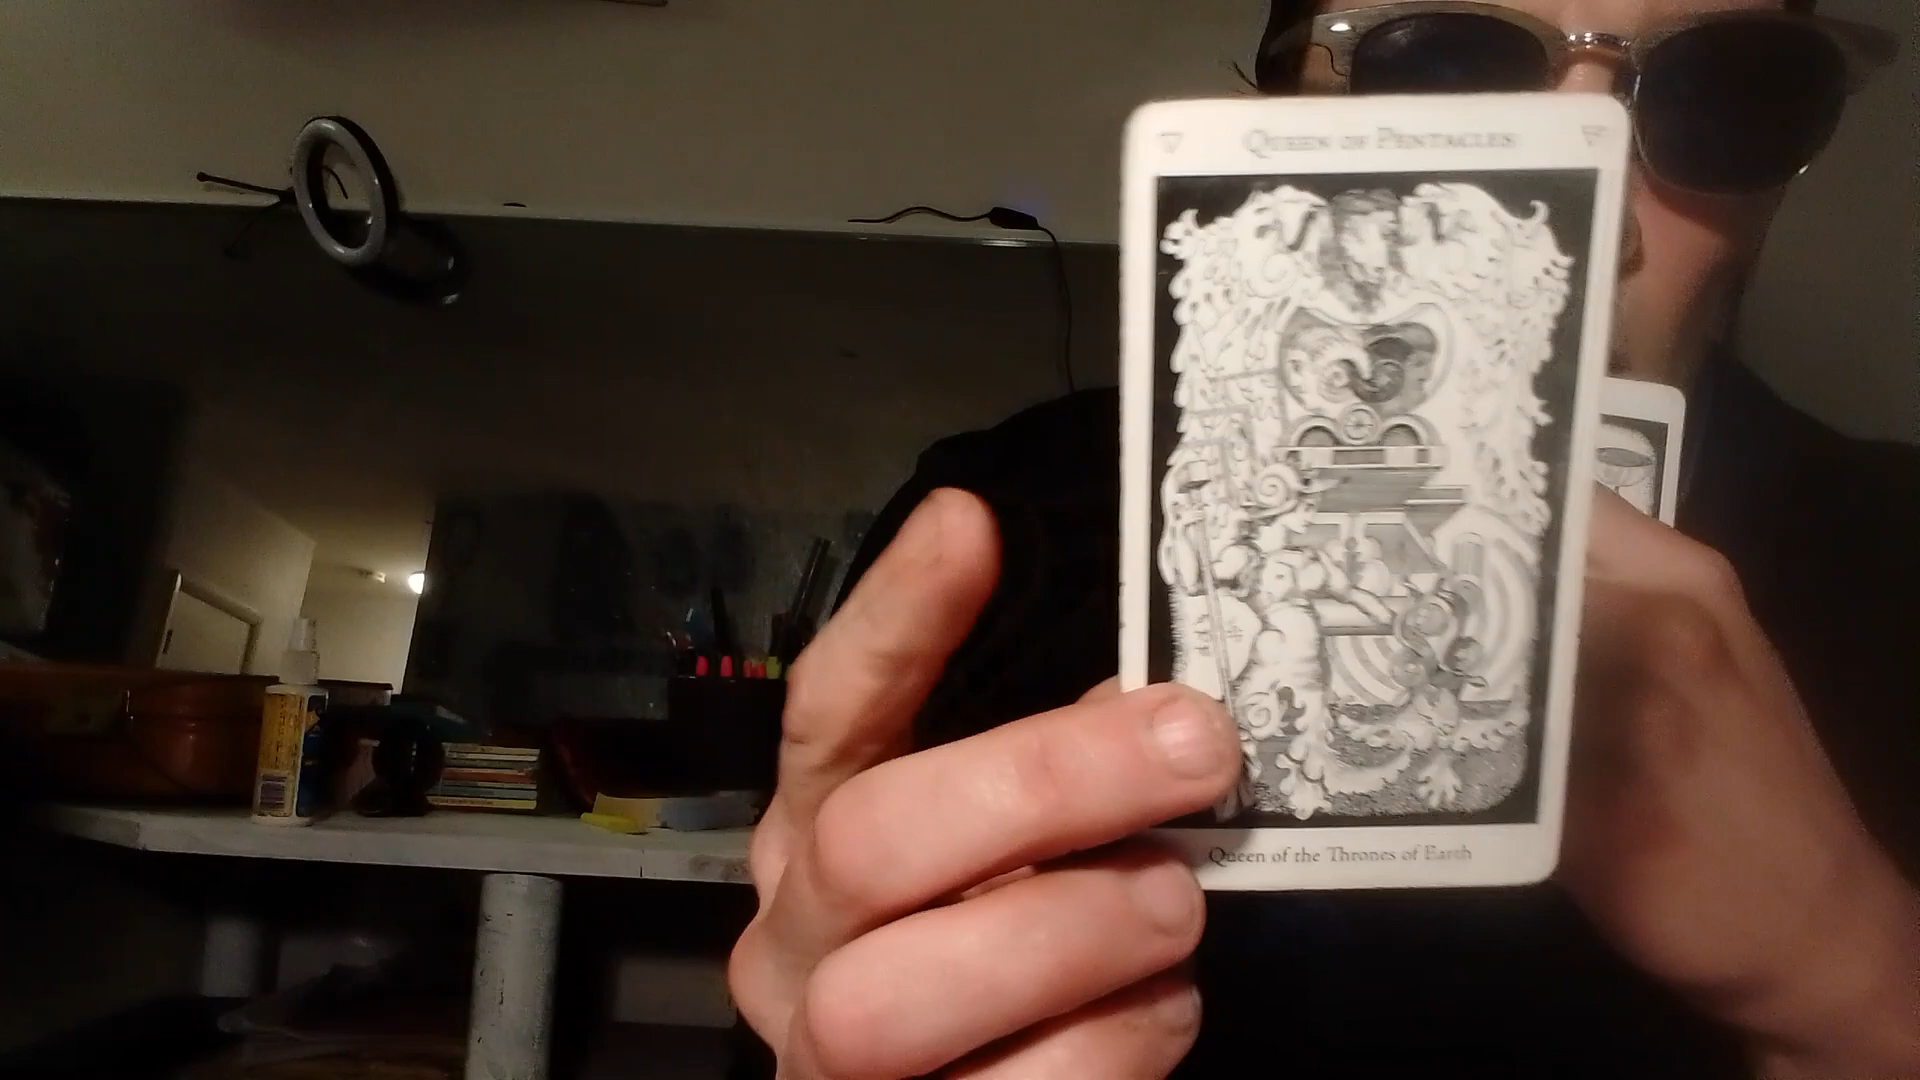 QUEEN OF PENTACLES
Queen of the Thrones of Earth